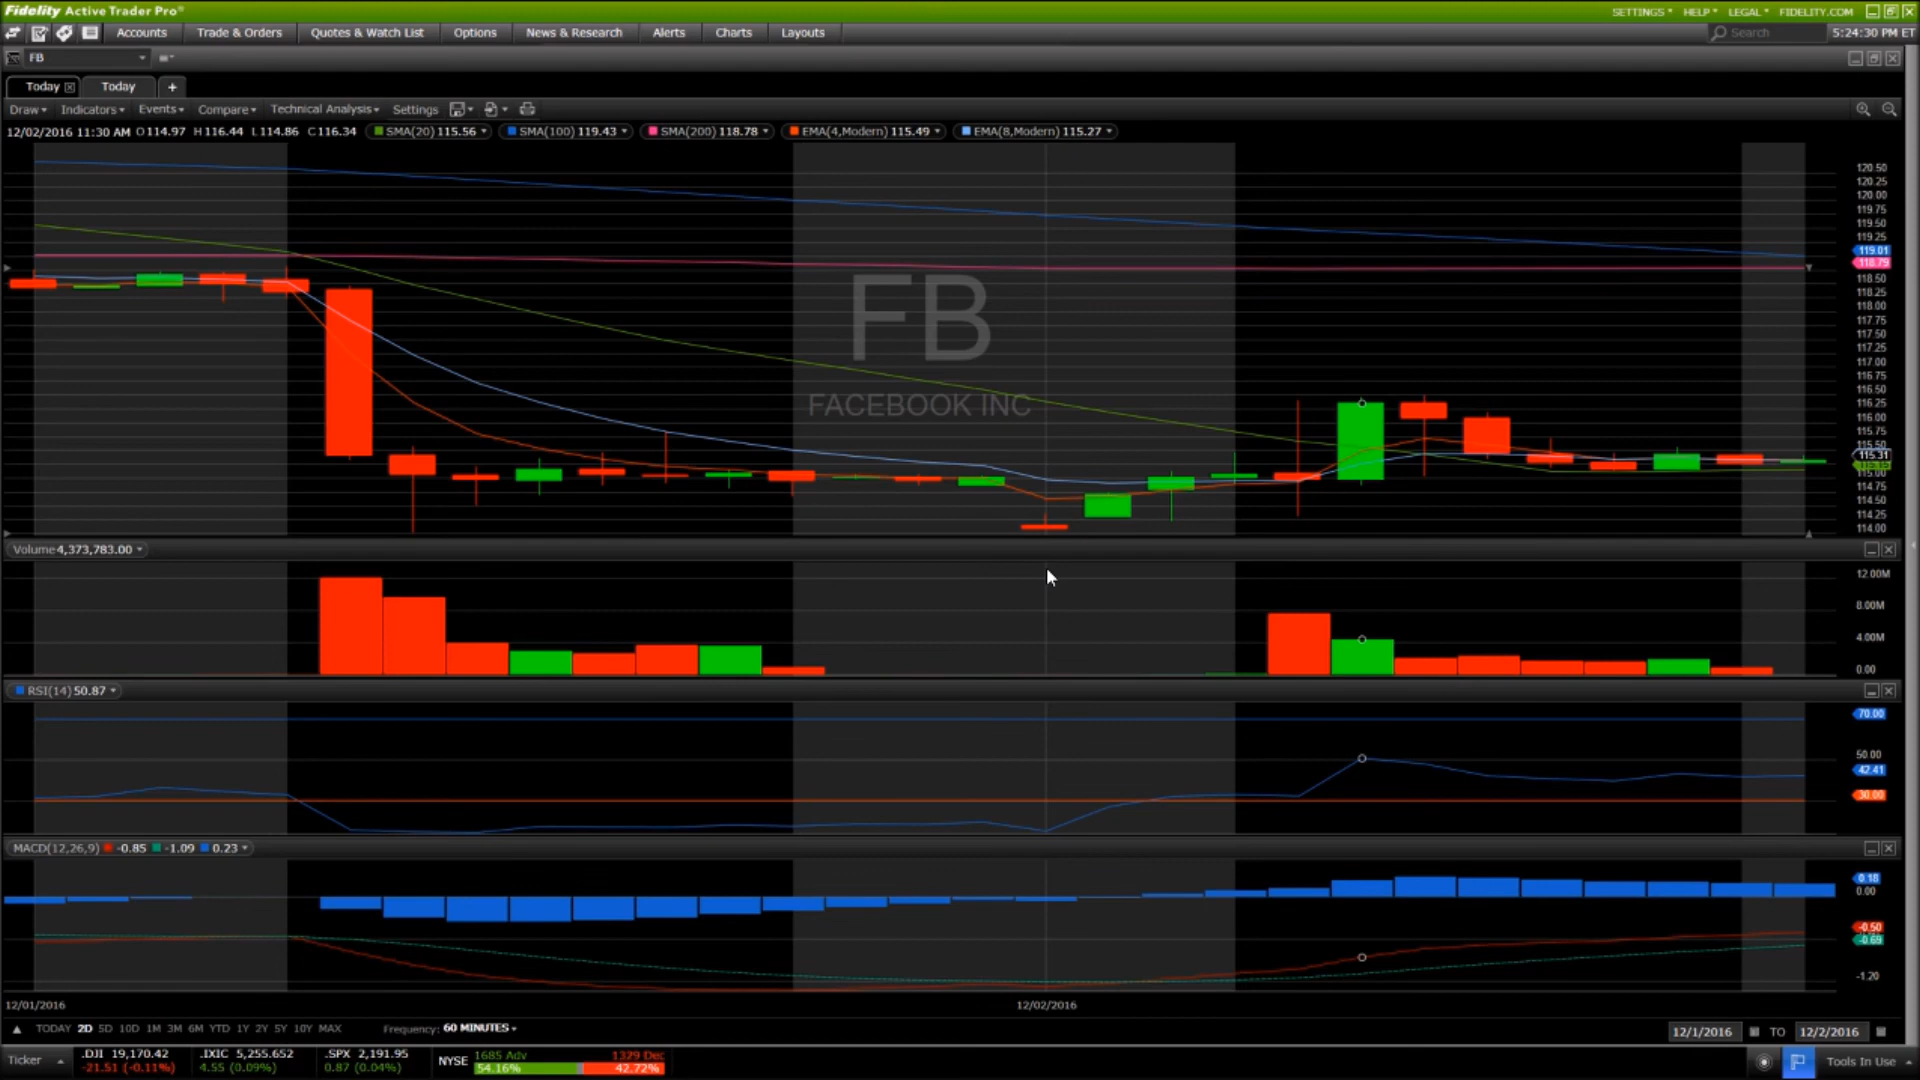 Fidelity Active Trader Pro®
SETTINGS HELP LEGAL FIDELITY.COM
Accounts Trade & Orders Quotes & Watch List Options News & Research Alerts Charts Layouts Search 5:24:30 PM ET
FB
Today Today +
Draw Indicators Events Compare Technical Analysis Settings
12/02/2016 11:30 AM O 114.97 H 116.44 L 114.86 C 116.34 SMA(20) 115.56 SMA(100) 119.43 SMA(200) 118.78 EMA(4,Modern) 115.49 EMA(8,Modern) 115.27
FB
FACEBOOK INC
120.50
120.25
120.00
119.75
119.50
119.25
119.01
118.79
118.50
118.25
118.00
117.75
117.50
117.25
117.00
116.75
116.50
116.25
116.00
115.75
115.50
115.31
115.00
114.75
114.50
114.25
114.00
Volume 4,373,783.00
12.00M
8.00M
4.00M
0.00
RSI(14) 50.87
70.00
50.00
42.41
30.00
MACD(12,26,9) -0.85 -1.09 0.23
0.18
0.00
-0.50
-0.69
-1.20
12/01/2016 12/02/2016
TODAY 2D 5D 10D 1M 3M 6M YTD 1Y 2Y 5Y 10Y MAX Frequency: 60 MINUTES 12/1/2016 TO 12/2/2016
Ticker .DJI 19,170.42 .IXIC 5,255.652 .SPX 2,191.95 NYSE 1685 Adv 1329 Dec
-21.51 (-0.11%) 4.55 (0.09%) 0.87 (0.04%) 54.16% 42.72%
Tools In Use